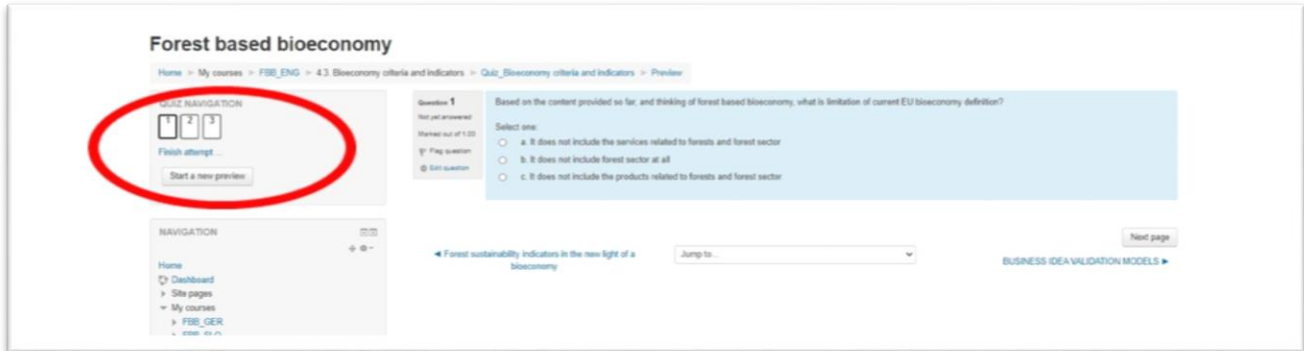 Forest based bioeconomy
Home ► My courses ► FBB_ENG ► 4.3. Bioeconomy criteria and indicators ► Quiz_Bioeconomy criteria and indicators ► Preview
QUIZ NAVIGATION
1 2 3
Finish attempt ...
Start a new preview
Question 1
Not yet answered
Marked out of 1.00
Flag question
Edit question
Based on the content provided so far, and thinking of forest based bioeconomy, what is limitation of current EU bioeconomy definition?
Select one:
a. It does not include the services related to forests and forest sector
b. It does not include forest sector at all
c. It does not include the products related to forests and forest sector
NAVIGATION
Home
Dashboard
Site pages
My courses
FBB_GER
FBB_SLO
Next page
◄ Forest sustainability indicators in the new light of a
bioeconomy
Jump to...
BUSINESS IDEA VALIDATION MODELS ►